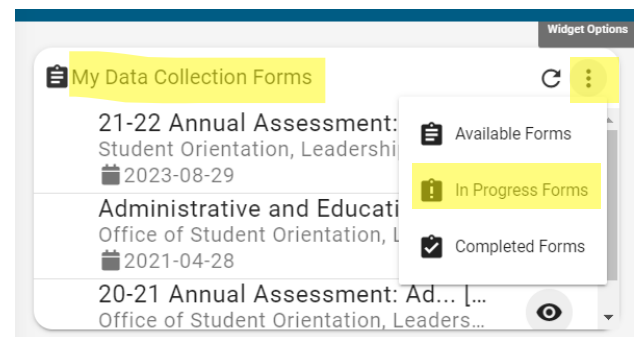 Widget Options
My Data Collection Forms
21-22 Annual Assessment:
Student Orientation, Leadershi
2023-08-29
Available Forms
In Progress Forms
Completed Forms
Administrative and Educati
Office of Student Orientation, L
2021-04-28
20-21 Annual Assessment: Ad... [...
Office of Student Orientation, Leaders...